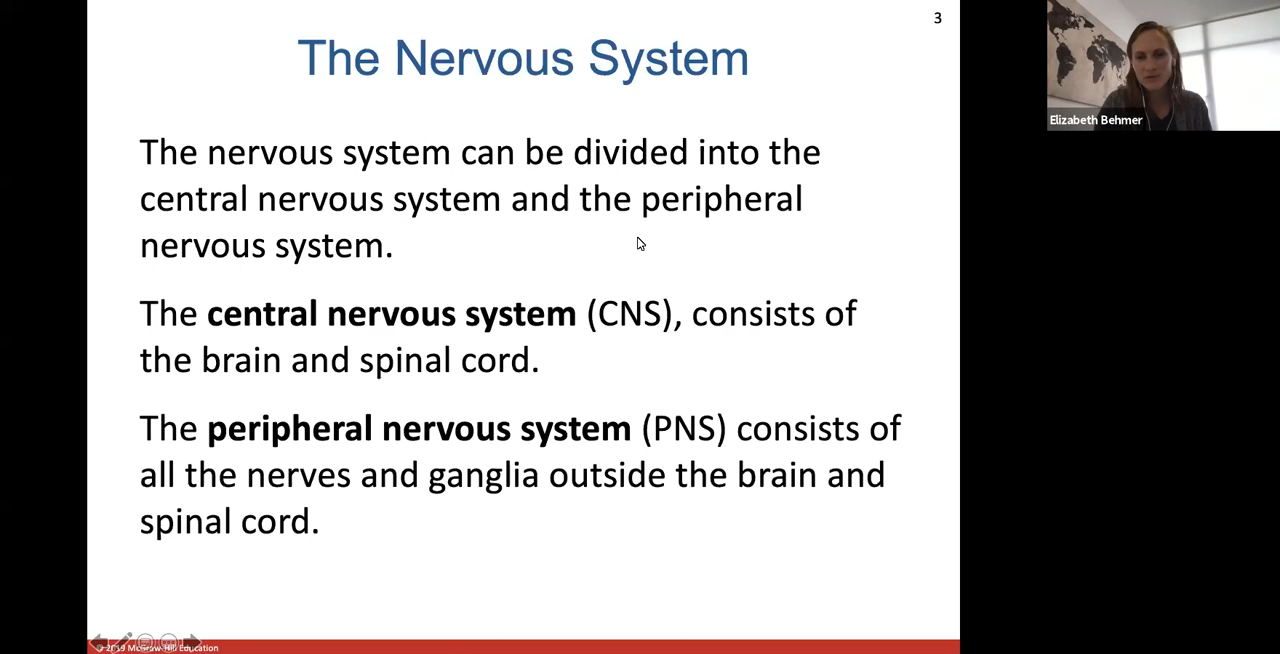 3
The Nervous System
Elizabeth Behmer
The nervous system can be divided into the
central nervous system and the peripheral
nervous system.
The central nervous system (CNS), consists of
the brain and spinal cord.
The peripheral nervous system (PNS) consists of
all the nerves and ganglia outside the brain and
spinal cord.
© 2019 McGraw-Hill Education